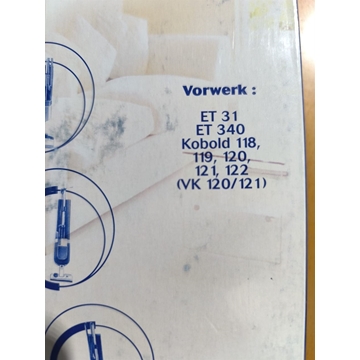 Vorwerk :
ET 31
ET 340
Kobold 118,
119, 120,
121, 122
(VK 120/121)